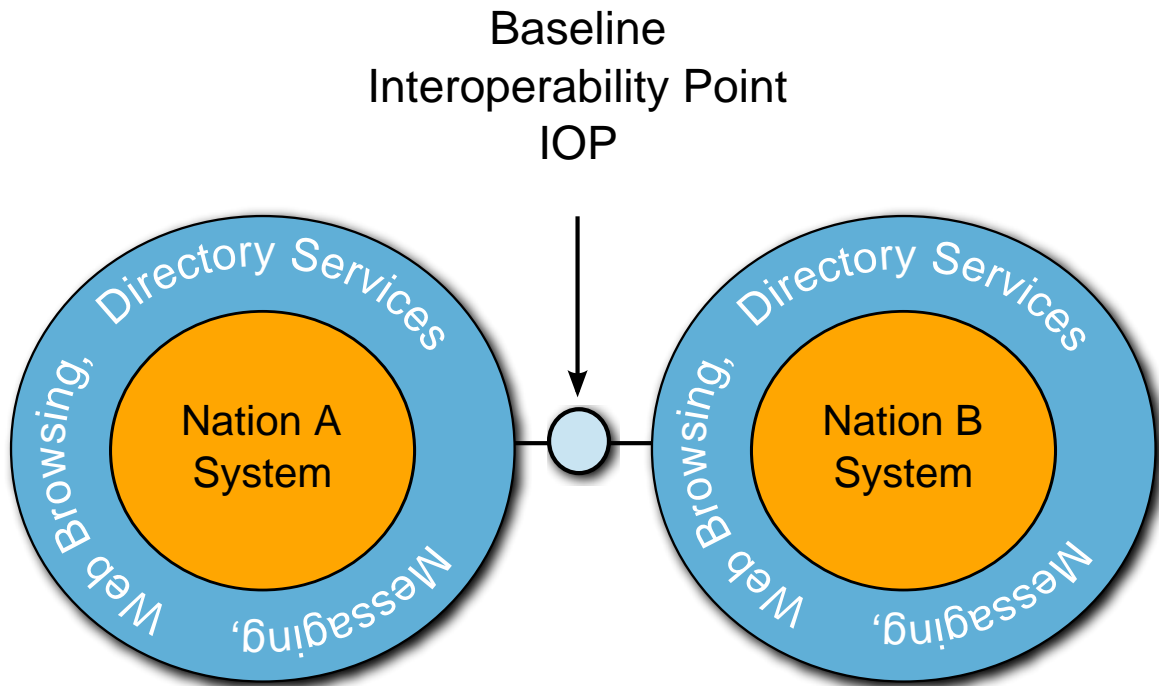 Baseline
Interoperability Point
IOP
Messaging, Web Browsing, Directory Services
Nation A
System
Messaging, Web Browsing, Directory Services
Nation B
System